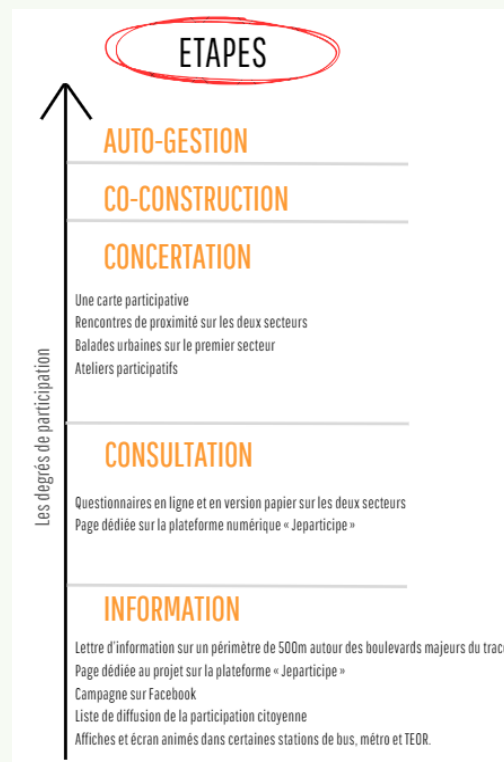 ETAPES
AUTO-GESTION
CO-CONSTRUCTION
CONCERTATION
Une carte participative
Rencontres de proximité sur les deux secteurs
Balades urbaines sur le premier secteur
Ateliers participatifs
Les degrés de participation
CONSULTATION
Questionnaires en ligne et en version papier sur les deux secteurs
Page dédiée sur la plateforme numérique « Jeparticipe »
INFORMATION
Lettre d'information sur un périmètre de 500m autour des boulevards majeurs du trac
Page dédiée au projet sur la plateforme « Jeparticipe »
Campagne sur Facebook
Liste de diffusion de la participation citoyenne
Affiches et écran animés dans certaines stations de bus, métro et TEOR.